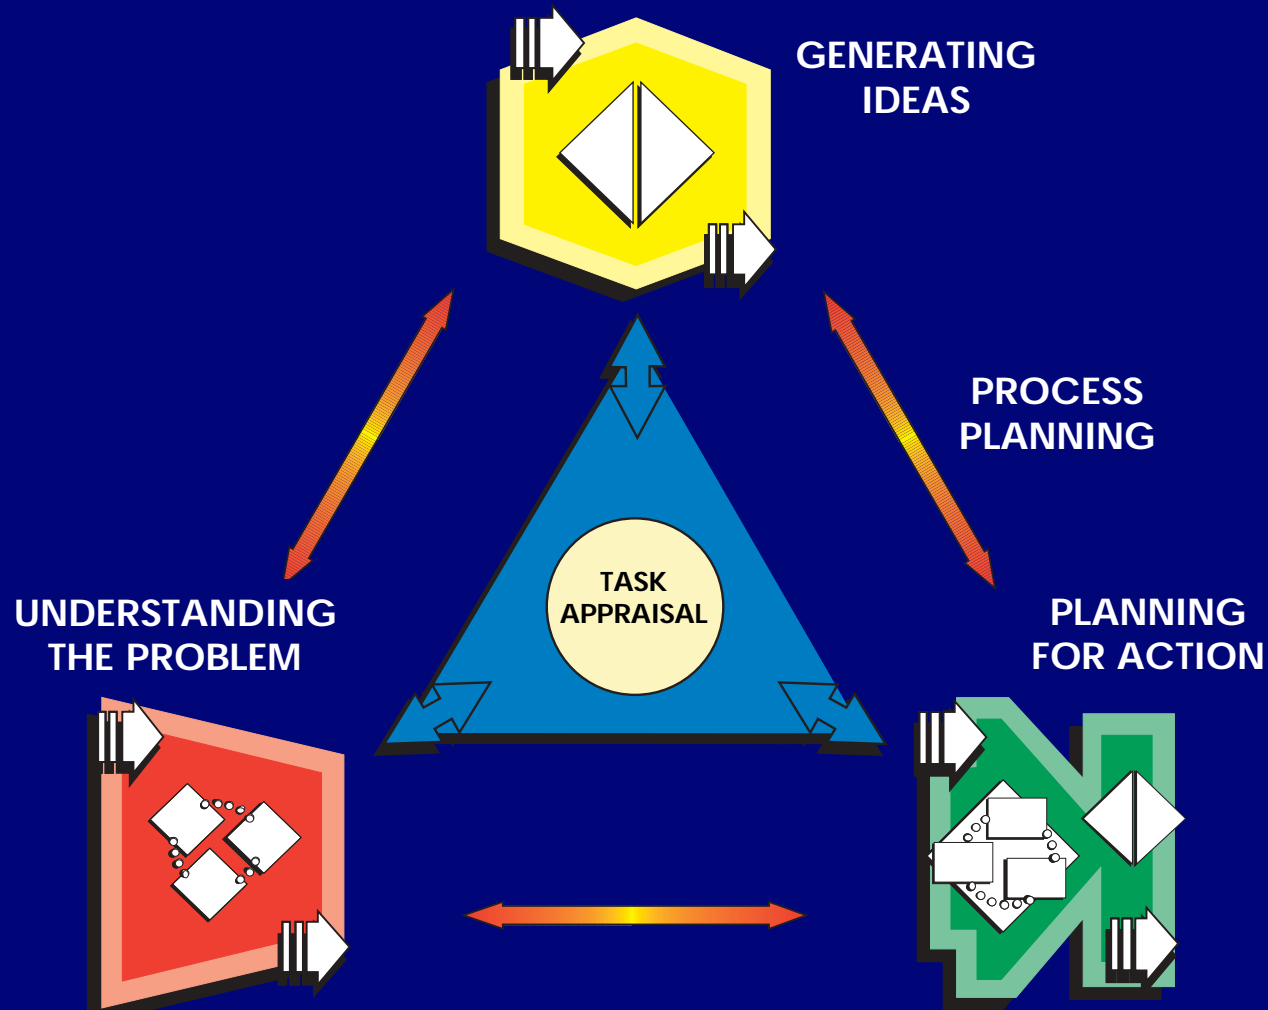 GENERATING
IDEAS
PROCESS
PLANNING
TASK
APPRAISAL
UNDERSTANDING
THE PROBLEM
PLANNING
FOR ACTION